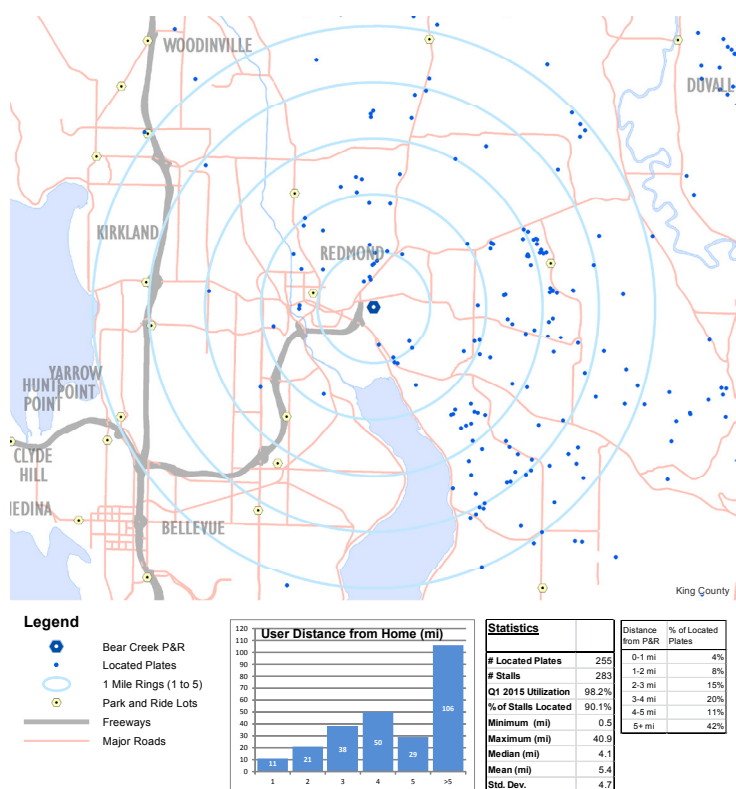 WOODINVILLE
DUVALL
KIRKLAND
REDMOND
YARROW
POINT
HUNTS
POINT
CLYDE
HILL
BELLEVUE
King County
Legend
Bear Creek P&R
Located Plates
1 Mile Rings (1 to 5)
Park and Ride Lots
Freeways
Major Roads
User Distance from Home (mi)
120
110
100
90
80
70
60
50
40
30
20
10
0
11
21
38
50
29
106
1 2 3 4 5 >5
Statistics
# Located Plates 255
# Stalls 283
Q1 2015 Utilization 98.2%
% of Stalls Located 90.1%
Minimum (mi) 0.5
Maximum (mi) 40.9
Median (mi) 4.1
Mean (mi) 5.4
Std. Dev. 4.7
Distance from P&R % of Located Plates
0-1 mi 4%
1-2 mi 8%
2-3 mi 15%
3-4 mi 20%
4-5 mi 11%
5+ mi 42%